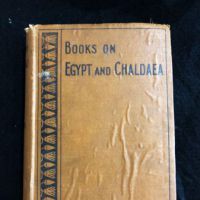 BOOKS ON
EGYPT AND CHALDAEA